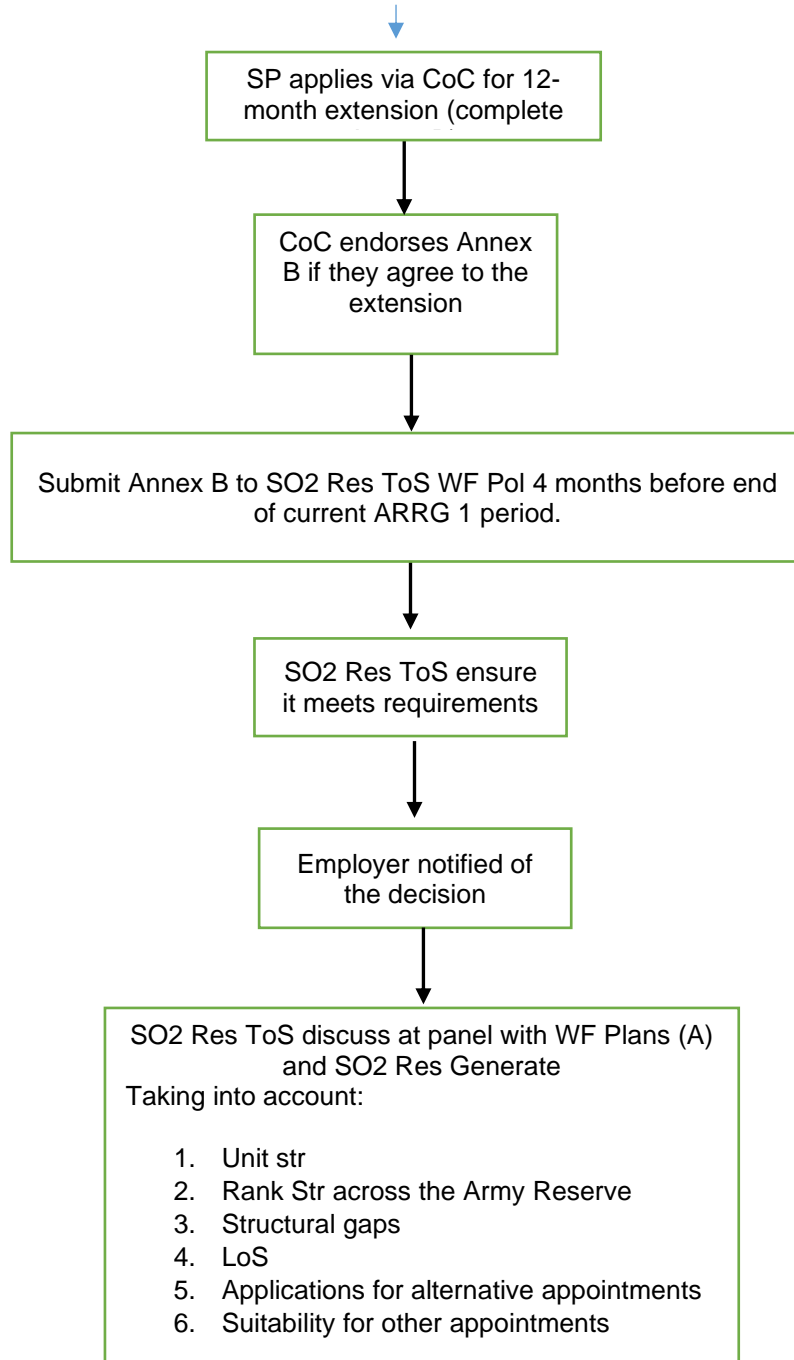 SP applies via CoC for 12-
month extension (complete
CoC endorses Annex
B if they agree to the
extension
Submit Annex B to SO2 Res ToS WF Pol 4 months before end
of current ARRG 1 period.
SO2 Res ToS ensure
it meets requirements
Employer notified of
the decision
SO2 Res ToS discuss at panel with WF Plans (A)
and SO2 Res Generate
Taking into account:
1. Unit str
2. Rank Str across the Army Reserve
3. Structural gaps
4. LoS
5. Applications for alternative appointments
6. Suitability for other appointments